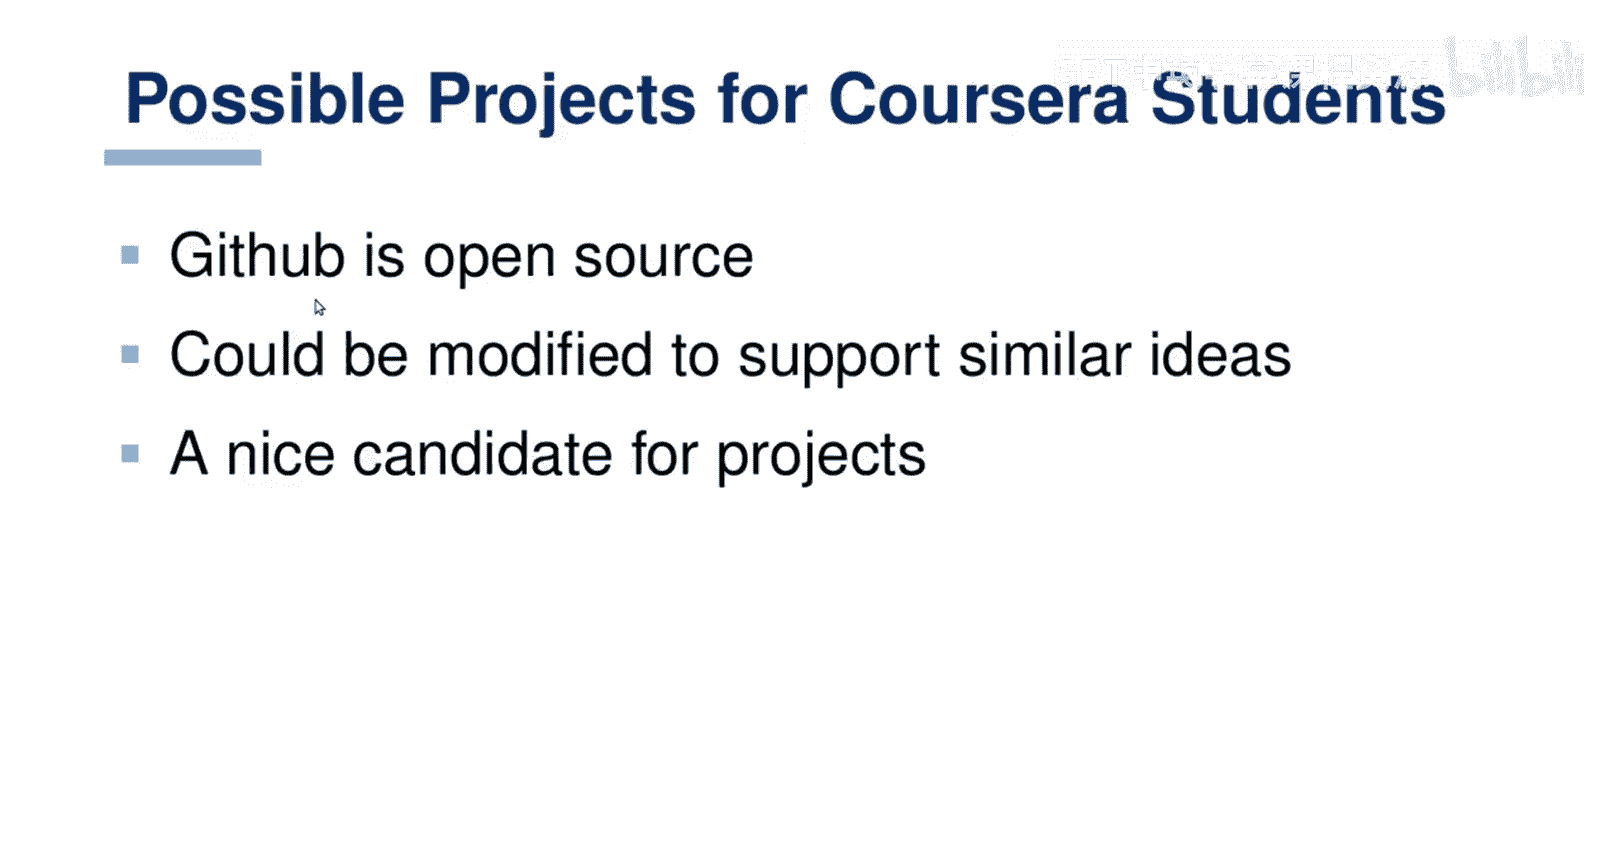 Possible Projects for Coursera Students
bilibili
Github is open source
Could be modified to support similar ideas
A nice candidate for projects